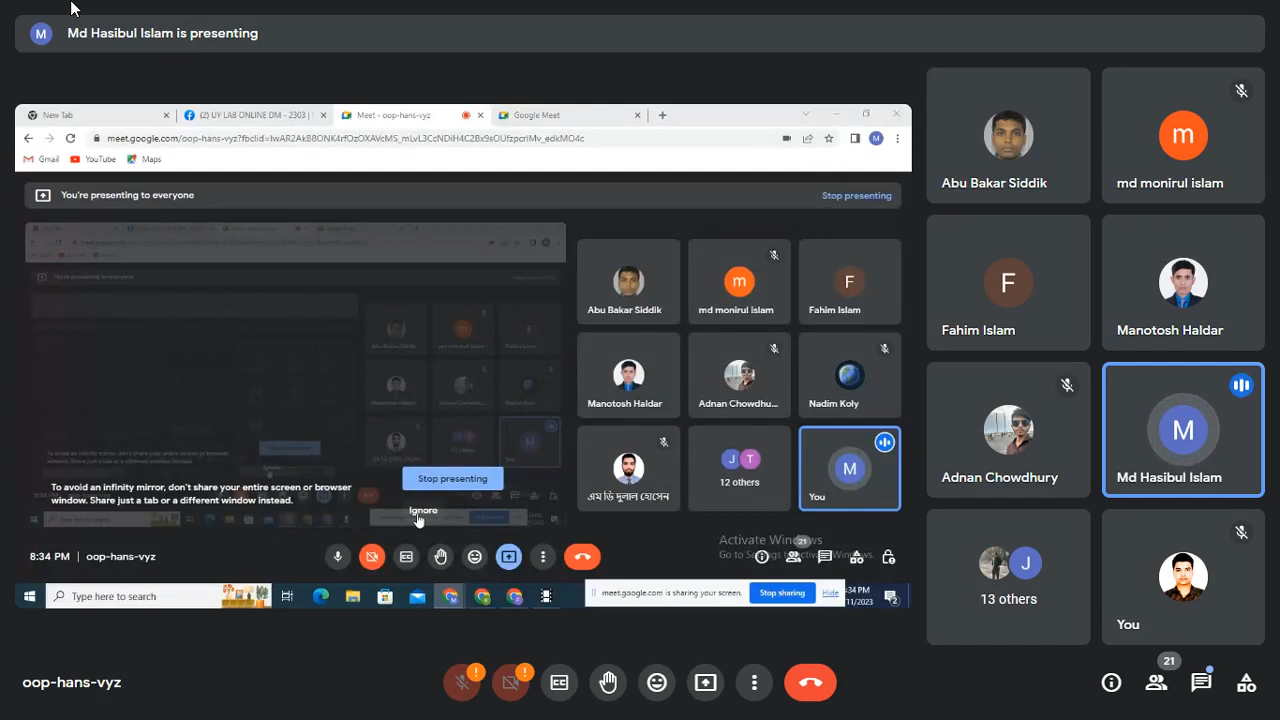 M
Md Hasibul Islam is presenting
New Tab
(2) UY LAB ONLINE DM - 2303 |
Meet - oop-hans-vyz
Google Meet
meet.google.com/oop-hans-vyz?fbclid=
M
Gmail
YouTube
Maps
You're presenting to everyone
Stop presenting
Abu Bakar Siddik
m
md monirul islam
F
Fahim Islam
Manotosh Haldar
Adnan Chowdhu...
Nadim Koly
To avoid an infinity mirror, don't share your entire screen or browser
window. Share just a tab or a different window instead.
Stop presenting
Ignore
এম ডি দুলাল হোসেন
J T
12 others
M
You
Activate Windows
Go to Settings to activate Windows.
8:34 PM | oop-hans-vyz
21
Type here to search
meet.google.com is sharing your screen.
Stop sharing
Hide
:34 PM
11/2023
2
Abu Bakar Siddik
m
md monirul islam
F
Fahim Islam
Manotosh Haldar
Adnan Chowdhury
M
Md Hasibul Islam
J
13 others
You
oop-hans-vyz
21